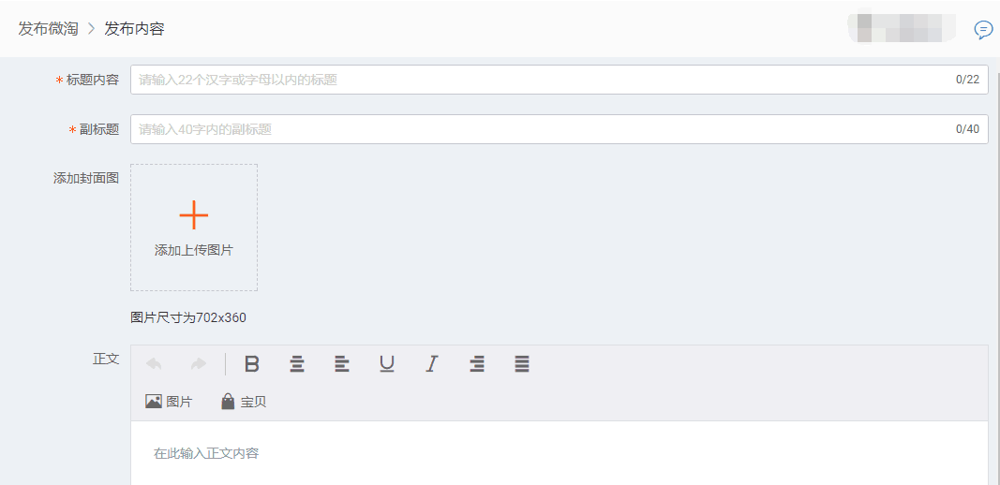 发布微淘 > 发布内容
* 标题内容 请输入22个汉字或字母以内的标题 0/22
* 副标题 请输入40字内的副标题 0/40
添加封面图
添加上传图片
图片尺寸为702x360
正文
B U I
图片 宝贝
在此输入正文内容